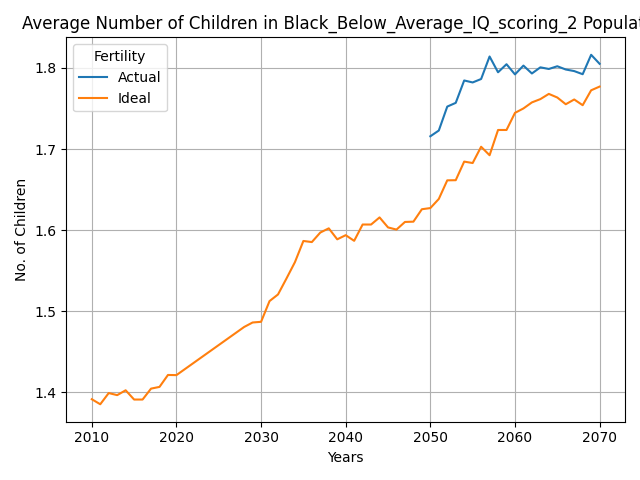 Average Number of Children in Black_Below_Average_IQ_scoring_2 Populat
Fertility
Actual
Ideal
No. of Children
1.8
1.7
1.6
1.5
1.4
2010 2020 2030 2040 2050 2060 2070
Years